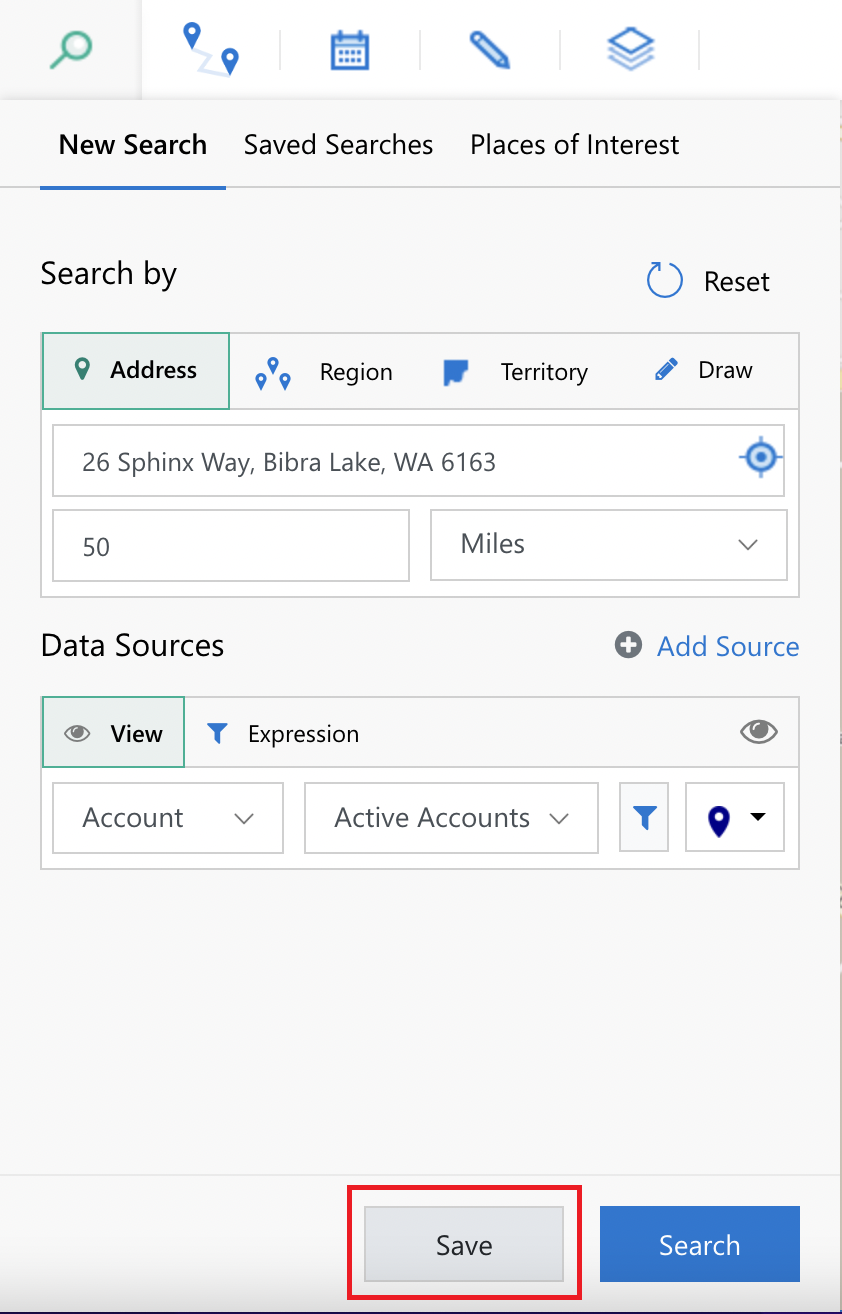 New Search Saved Searches Places of Interest
Search by Reset
Address Region Territory Draw
26 Sphinx Way, Bibra Lake, WA 6163
50 Miles
Data Sources Add Source
View Expression
Account Active Accounts
Save Search